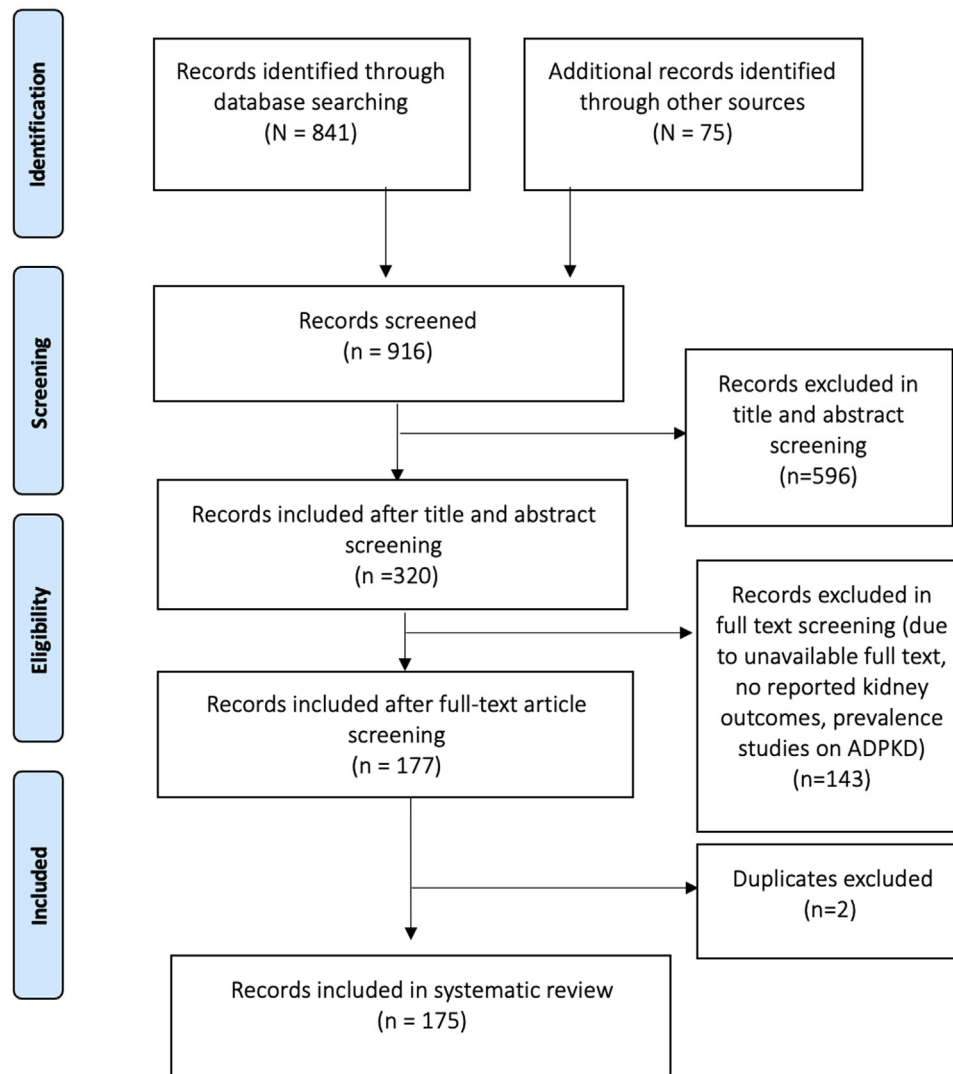 Identification
Records identified through
database searching
(N = 841)
Additional records identified
through other sources
(N = 75)
Screening
Records screened
(n = 916)
Records excluded in
title and abstract
screening
(n=596)
Records included after title and abstract
screening
(n =320)
Eligibility
Records excluded in
full text screening (due
to unavailable full text,
no reported kidney
outcomes, prevalence
studies on ADPKD)
(n=143)
Records included after full-text article
screening
(n = 177)
Included
Duplicates excluded
(n=2)
Records included in systematic review
(n = 175)